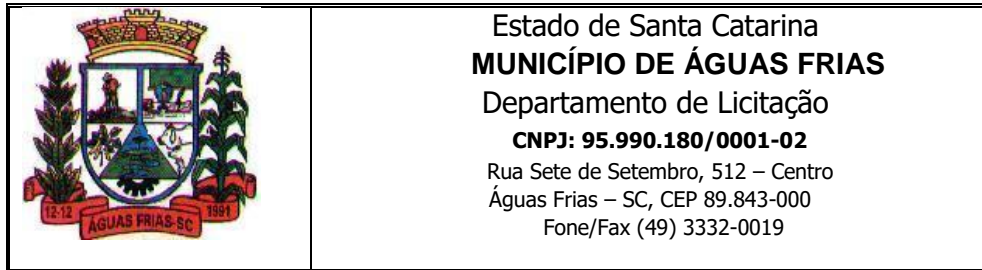 Estado de Santa Catarina
MUNICÍPIO DE ÁGUAS FRIAS
Departamento de Licitação
CNPJ: 95.990.180/0001-02
Rua Sete de Setembro, 512 – Centro
Águas Frias – SC, CEP 89.843-000
Fone/Fax (49) 3332-0019
12-12
ÁGUAS FRIAS-SC
1991